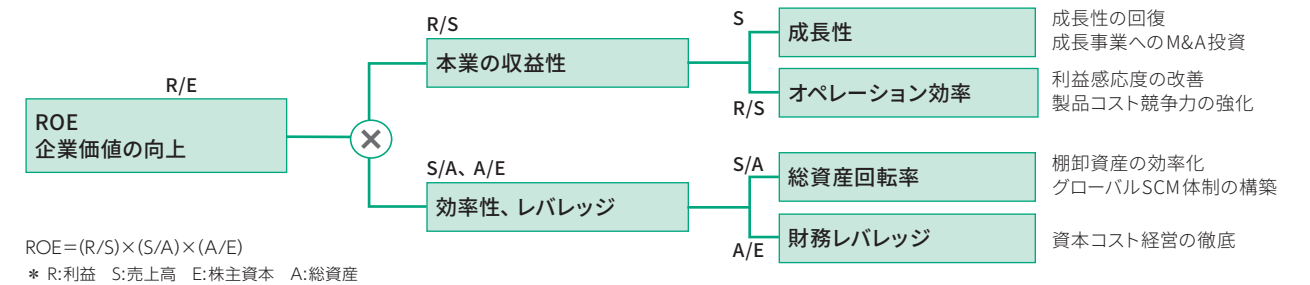 R/E
ROE
企業価値の向上
R/S
本業の収益性
×
S/A、A/E
効率性、レバレッジ
S
成長性
成長性の回復
成長事業へのM&A投資
R/S
オペレーション効率
利益感応度の改善
製品コスト競争力の強化
S/A
総資産回転率
棚卸資産の効率化
グローバルSCM体制の構築
A/E
財務レバレッジ
資本コスト経営の徹底
ROE=(R/S)×(S/A)×(A/E)
* R:利益 S:売上高 E:株主資本 A:総資産